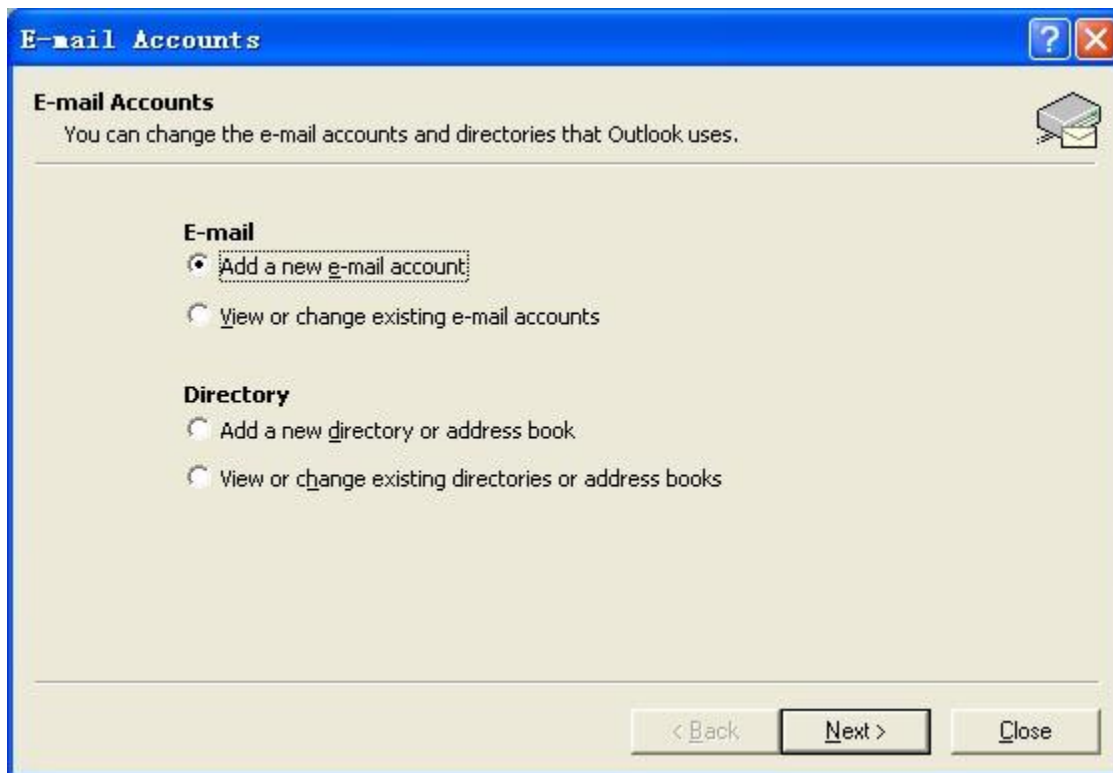 E-mail Accounts
E-mail Accounts
You can change the e-mail accounts and directories that Outlook uses.
E-mail
Add a new e-mail account
View or change existing e-mail accounts
Directory
Add a new directory or address book
View or change existing directories or address books
< Back Next > Close